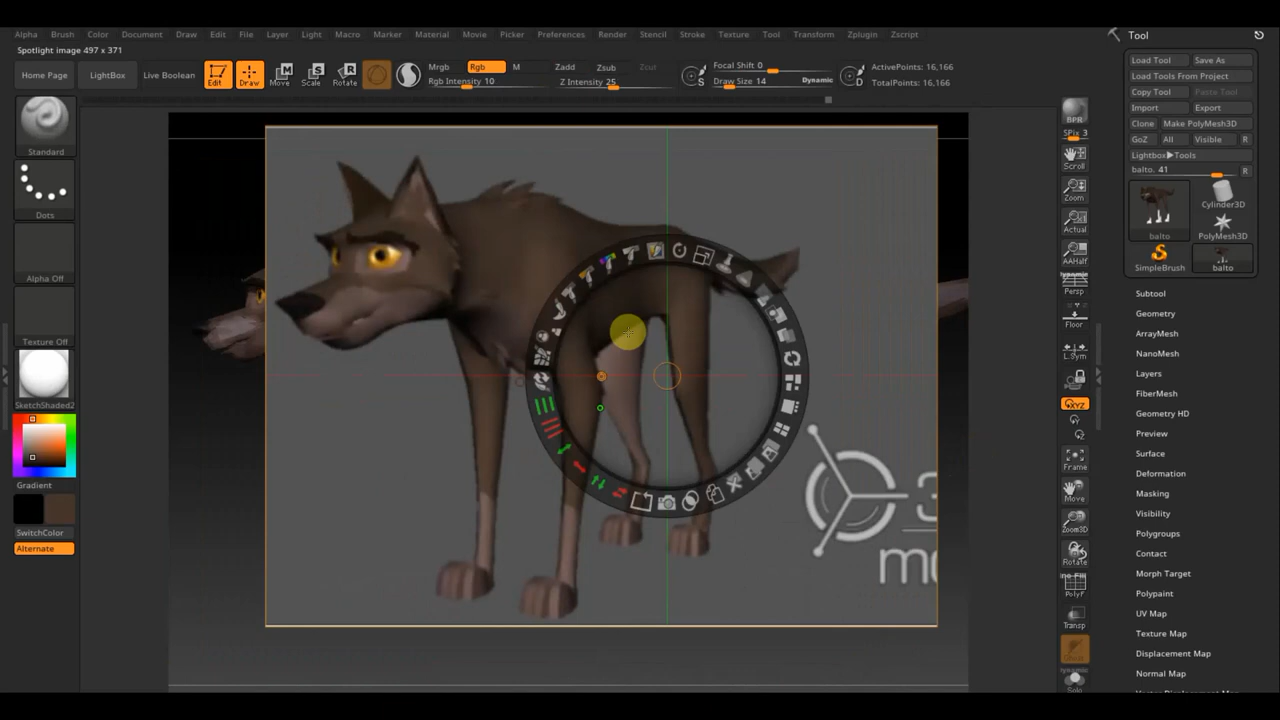 Alpha Brush Color Document Draw Edit File Layer Light Macro Marker Material Movie Picker Preferences Render Stencil Stroke Texture Tool Transform Zplugin Zscript
Tool
Spotlight image 497 x 371
Home Page
LightBox
Live Boolean
Edit
Draw
Move
Scale
Rotate
Mrgb
Rgb
M
Rgb Intensity 10
Zadd
Zsub
Zcut
Z Intensity 25
S
Focal Shift 0
Draw Size 14
Dynamic
D
ActivePoints: 16,166
TotalPoints: 16,166
Load Tool
Save As
Load Tools From Project
Copy Tool
Paste Tool
Import
Export
Clone
Make PolyMesh3D
GoZ
All
Visible
R
Lightbox▶Tools
balto. 41
R
balto
Cylinder3D
PolyMesh3D
SimpleBrush
balto
Subtool
Geometry
ArrayMesh
NanoMesh
Layers
FiberMesh
Geometry HD
Preview
Surface
Deformation
Masking
Visibility
Polygroups
Contact
Morph Target
Polypaint
UV Map
Texture Map
Displacement Map
Normal Map
Standard
Dots
Alpha Off
Texture Off
SketchShaded2
Gradient
SwitchColor
Alternate
BPR
SPix 3
Scroll
Zoom
Actual
AAHalf
Dynamic
Persp
Floor
L.Sym
XYZ
Frame
Move
Zoom3D
Rotate
PolyF
Transp
Solo
3
mo